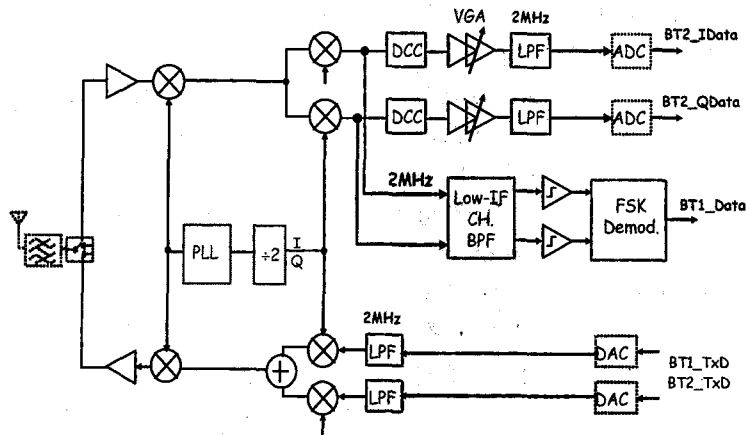 VGA
2MHz
BT2_IData
DCC
LPF
ADC
BT2_QData
DCC
LPF
ADC
2MHz
Low-IF
CH.
BPF
FSK
Demod.
BT1_Data
PLL
÷2
I
Q
2MHz
LPF
DAC
BT1_TxD
BT2_TxD
LPF
DAC